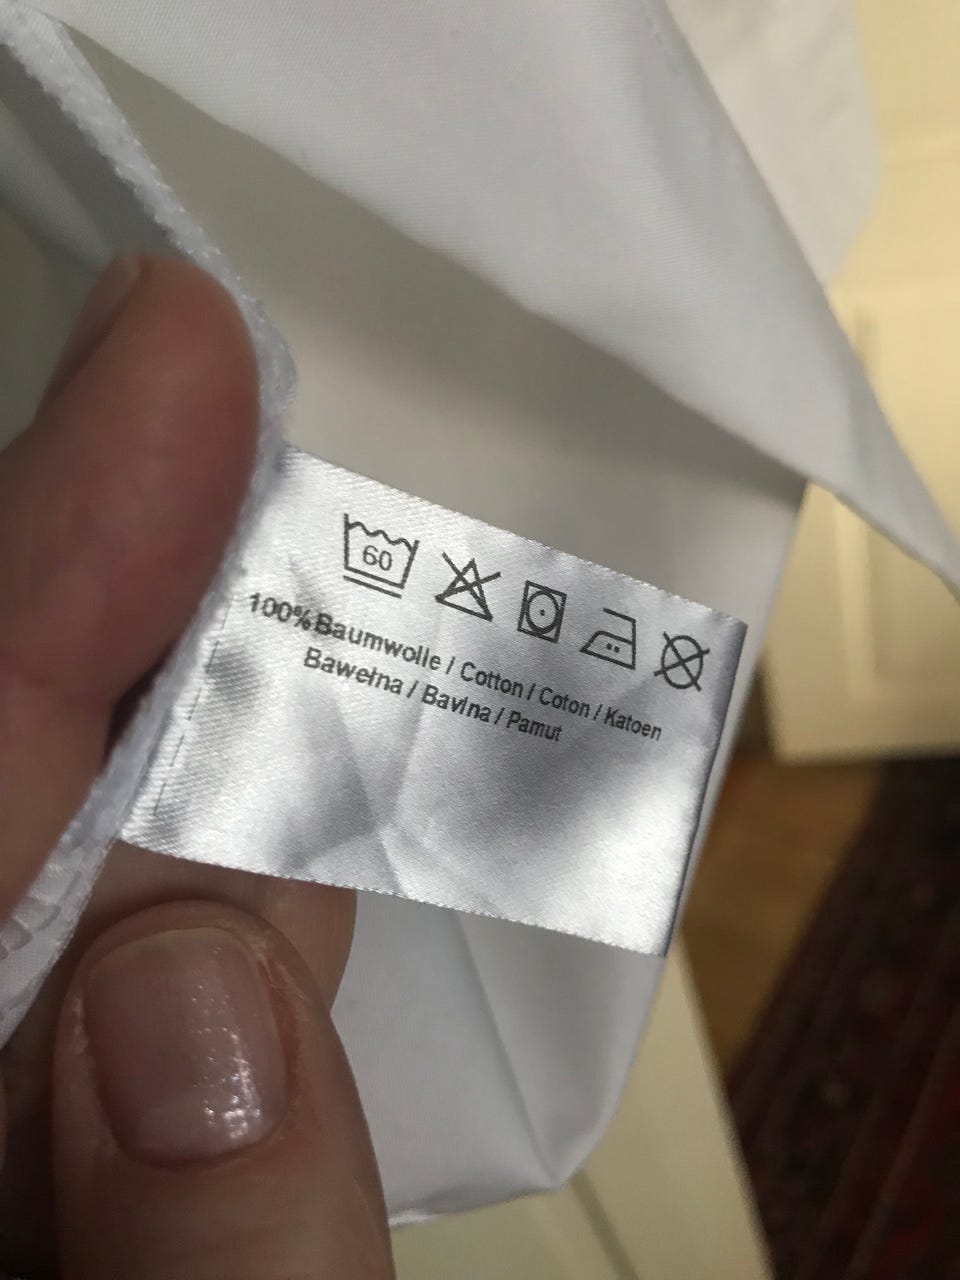 60
100% Baumwolle / Cotton / Coton / Katoen
Bawełna / Bavlna / Pamut